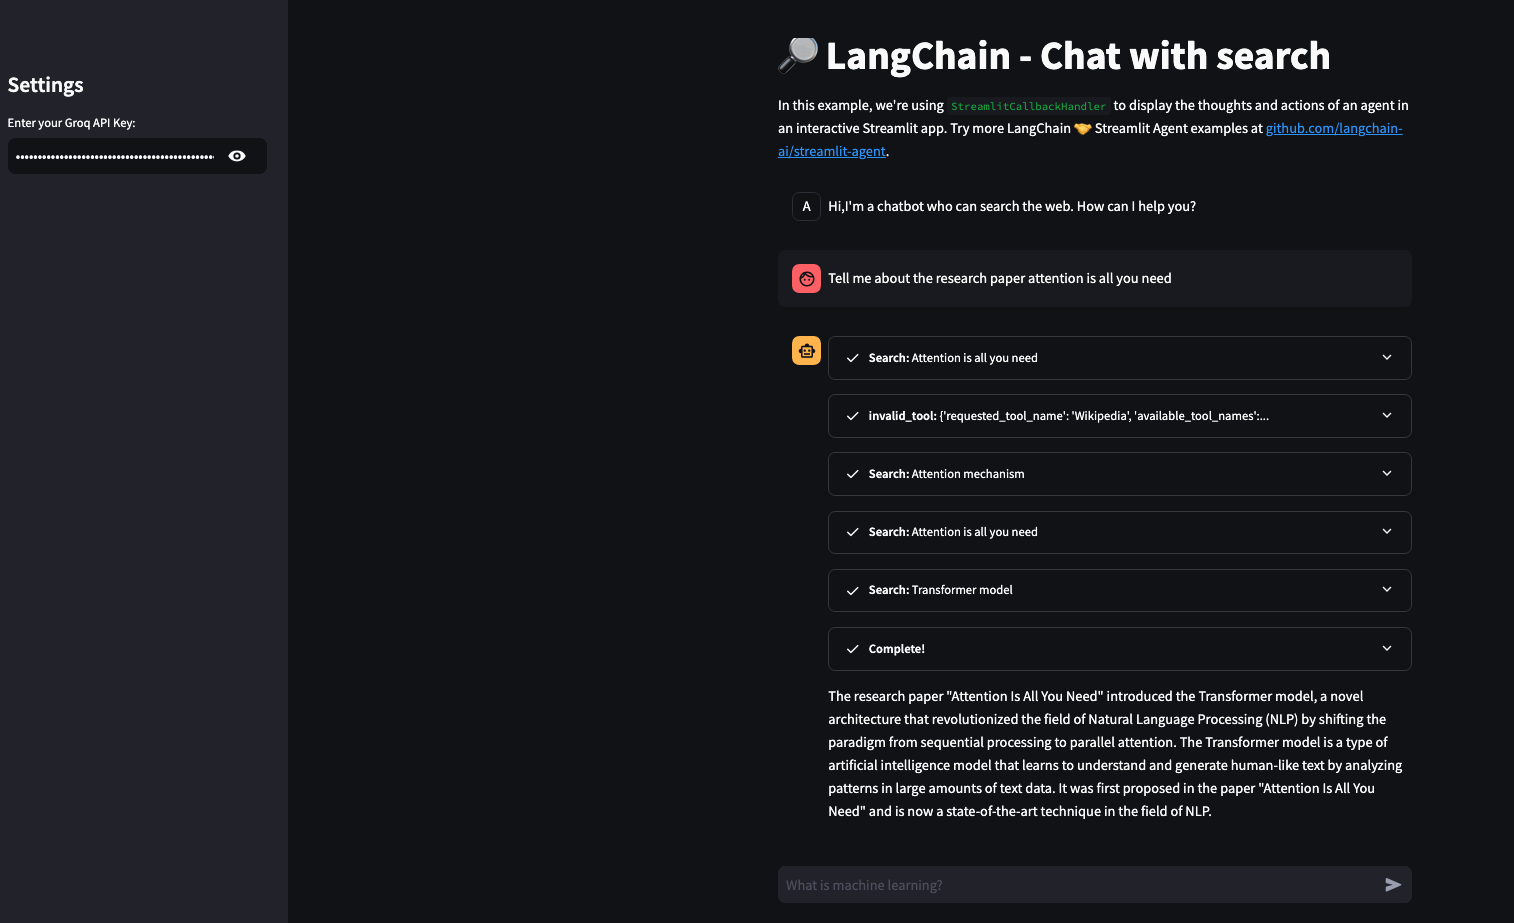 Settings
Enter your Groq API Key:
🔎 LangChain - Chat with search
In this example, we're using StreamlitCallbackHandler to display the thoughts and actions of an agent in
an interactive Streamlit app. Try more LangChain 🤝 Streamlit Agent examples at github.com/langchain-
ai/streamlit-agent.
A Hi,I'm a chatbot who can search the web. How can I help you?
Tell me about the research paper attention is all you need
Search: Attention is all you need
invalid_tool: {'requested_tool_name': 'Wikipedia', 'available_tool_names':...
Search: Attention mechanism
Search: Attention is all you need
Search: Transformer model
Complete!
The research paper "Attention Is All You Need" introduced the Transformer model, a novel
architecture that revolutionized the field of Natural Language Processing (NLP) by shifting the
paradigm from sequential processing to parallel attention. The Transformer model is a type of
artificial intelligence model that learns to understand and generate human-like text by analyzing
patterns in large amounts of text data. It was first proposed in the paper "Attention Is All You
Need" and is now a state-of-the-art technique in the field of NLP.
What is machine learning?